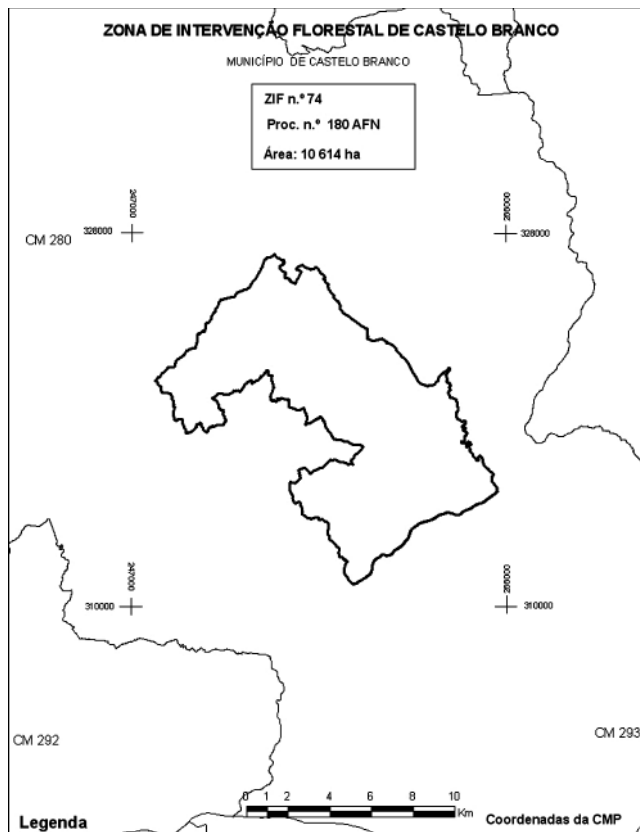 ZONA DE INTERVENÇÃO FLORESTAL DE CASTELO BRANCO
MUNICÍPIO DE CASTELO BRANCO
ZIF n.º 74
Proc. n.º 180 AFN
Área: 10 614 ha
247000
328000
328000
CM 280
247000
310000
310000
CM 292
CM 293
0 1 2 4 6 8 10
Km
Legenda
Coordenadas da CMP